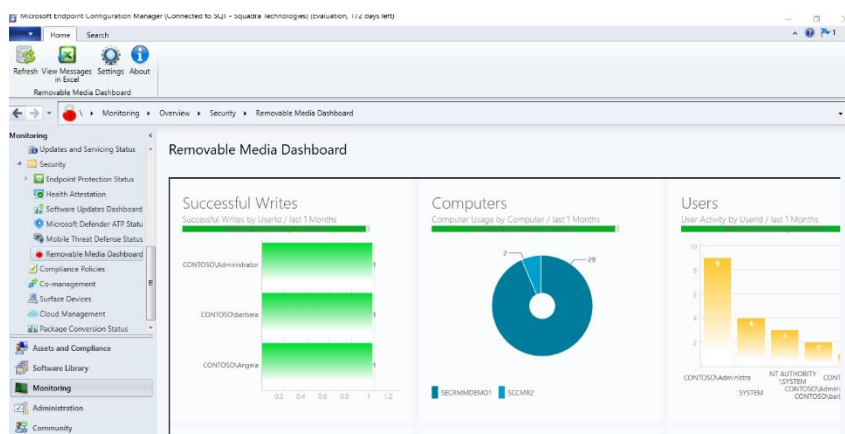 Microsoft Endpoint Configuration Manager (Connected to SQT - Squadra Technologies) (Evaluation, 172 days left)
Home Search
1
Refresh View Messages in Excel Settings About
Removable Media Dashboard
\ Monitoring Overview Security Removable Media Dashboard
Monitoring
Updates and Servicing Status
Security
Endpoint Protection Status
Health Attestation
Software Updates Dashboard
Microsoft Defender ATP Statu
Mobile Threat Defense Status
Removable Media Dashboard
Compliance Policies
Co-management
Surface Devices
Cloud Management
Package Conversion Status
Assets and Compliance
Software Library
Monitoring
Administration
Community
Removable Media Dashboard
Successful Writes
Successful Writes by UserId / last 1 Months
CONTOSO\Administrator
1
CONTOSO\barbara
1
CONTOSO\Angela
1
0.2 0.4 0.6 0.8 1 1.2
Computers
Computer Usage by Computer / last 1 Months
2
29
SECRMMDEMO1 SCCMR2
Users
User Activity by UserId / last 1 Months
10
8
6
4
2
9
4
3
2
CONTOSO\Administra
SYSTEM
NT AUTHORITY
\SYSTEM
CONTOSO\Admini
CONT
CONTOSO\bar